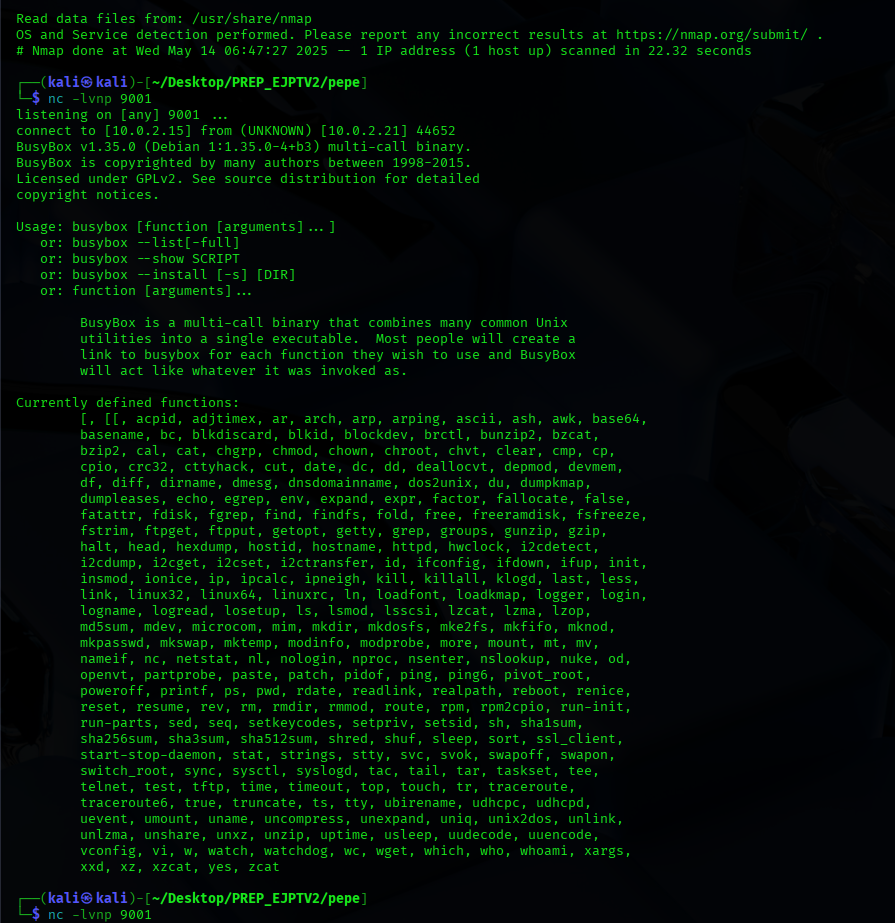 Read data files from: /usr/share/nmap
OS and Service detection performed. Please report any incorrect results at https://nmap.org/submit/ .
# Nmap done at Wed May 14 06:47:27 2025 -- 1 IP address (1 host up) scanned in 22.32 seconds
┌──(kali㉿kali)-[~/Desktop/PREP_EJPTV2/pepe]
└─$ nc -lvnp 9001
listening on [any] 9001 ...
connect to [10.0.2.15] from (UNKNOWN) [10.0.2.21] 44652
BusyBox v1.35.0 (Debian 1:1.35.0-4+b3) multi-call binary.
BusyBox is copyrighted by many authors between 1998-2015.
Licensed under GPLv2. See source distribution for detailed
copyright notices.
Usage: busybox [function [arguments]...]
or: busybox --list[-full]
or: busybox --show SCRIPT
or: busybox --install [-s] [DIR]
or: function [arguments]...
BusyBox is a multi-call binary that combines many common Unix
utilities into a single executable.  Most people will create a
link to busybox for each function they wish to use and BusyBox
will act like whatever it was invoked as.
Currently defined functions:
[, [[, acpid, adjtimex, ar, arch, arp, arping, ascii, ash, awk, base64,
basename, bc, blkdiscard, blkid, blockdev, brctl, bunzip2, bzcat,
bzip2, cal, cat, chgrp, chmod, chown, chroot, chvt, clear, cmp, cp,
cpio, crc32, cttyhack, cut, date, dc, dd, deallocvt, depmod, devmem,
df, diff, dirname, dmesg, dnsdomainname, dos2unix, du, dumpkmap,
dumpleases, echo, egrep, env, expand, expr, factor, fallocate, false,
fatattr, fdisk, fgrep, find, findfs, fold, free, freeramdisk, fsfreeze,
fstrim, ftpget, ftpput, getopt, getty, grep, groups, gunzip, gzip,
halt, head, hexdump, hostid, hostname, httpd, hwclock, i2cdetect,
i2cdump, i2cget, i2cset, i2ctransfer, id, ifconfig, ifdown, ifup, init,
insmod, ionice, ip, ipcalc, ipneigh, kill, killall, klogd, last, less,
link, linux32, linux64, linuxrc, ln, loadfont, loadkmap, logger, login,
logname, logread, losetup, ls, lsmod, lsscsi, lzcat, lzma, lzop,
md5sum, mdev, microcom, mim, mkdir, mkdosfs, mke2fs, mkfifo, mknod,
mkpasswd, mkswap, mktemp, modinfo, modprobe, more, mount, mt, mv,
nameif, nc, netstat, nl, nologin, nproc, nsenter, nslookup, nuke, od,
openvt, partprobe, paste, patch, pidof, ping, ping6, pivot_root,
poweroff, printf, ps, pwd, rdate, readlink, realpath, reboot, renice,
reset, resume, rev, rm, rmdir, rmmod, route, rpm, rpm2cpio, run-init,
run-parts, sed, seq, setkeycodes, setpriv, setsid, sh, sha1sum,
sha256sum, sha3sum, sha512sum, shred, shuf, sleep, sort, ssl_client,
start-stop-daemon, stat, strings, stty, svc, svok, swapoff, swapon,
switch_root, sync, sysctl, syslogd, tac, tail, tar, taskset, tee,
telnet, test, tftp, time, timeout, top, touch, tr, traceroute,
traceroute6, true, truncate, ts, tty, ubirename, udhcpc, udhcpd,
uevent, umount, uname, uncompress, unexpand, uniq, unix2dos, unlink,
unlzma, unshare, unxz, unzip, uptime, usleep, uudecode, uuencode,
vconfig, vi, w, watch, watchdog, wc, wget, which, who, whoami, xargs,
xxd, xz, xzcat, yes, zcat
┌──(kali㉿kali)-[~/Desktop/PREP_EJPTV2/pepe]
└─$ nc -lvnp 9001